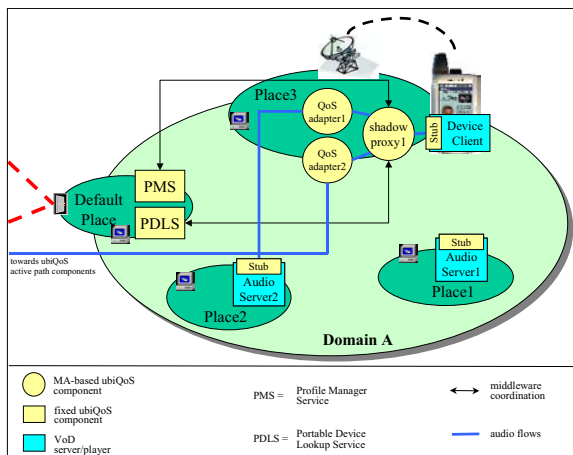 Place3
QoS
adapter1
shadow
proxy1
Stub
Device
Client
QoS
adapter2
PMS
Default
Place
PDLS
towards ubiQoS
active path components
Stub
Audio
Server2
Place2
Stub
Audio
Server1
Place1
Domain A
MA-based ubiQoS
component
fixed ubiQoS
component
VoD
server/player
PMS = Profile Manager
Service
PDLS = Portable Device
Lookup Service
middleware
coordination
audio flows